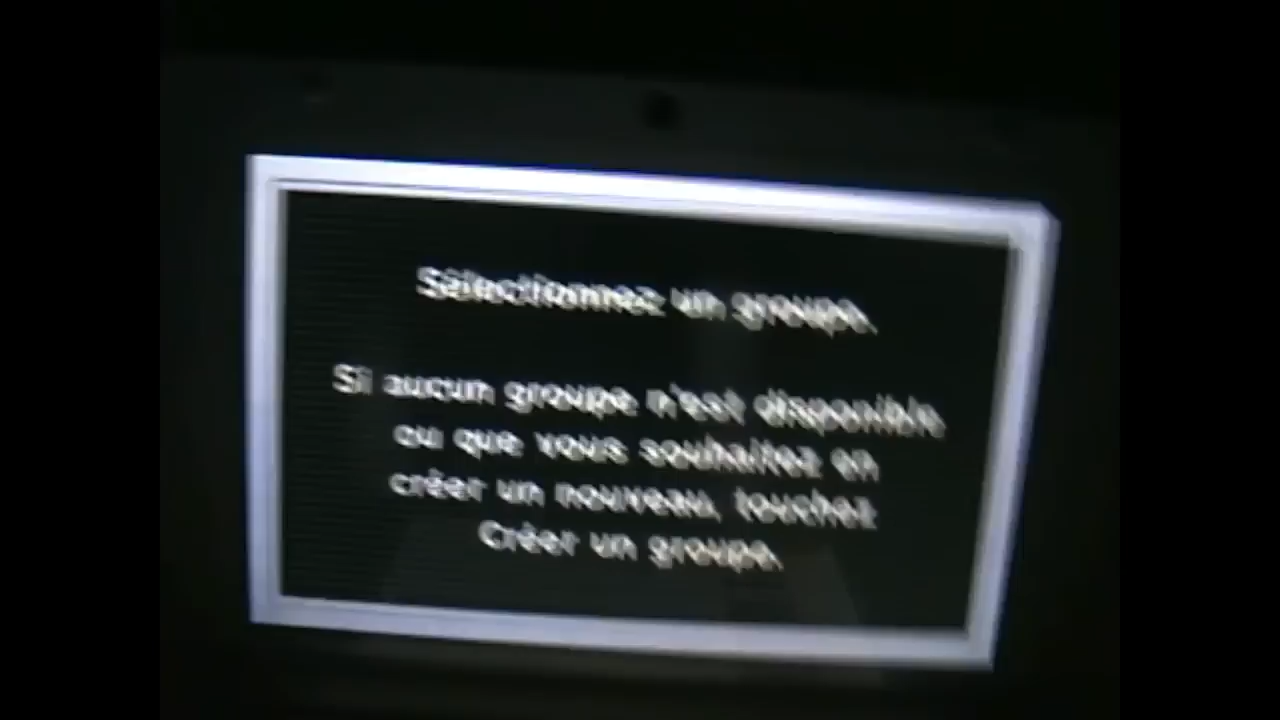 Sélectionnez un groupe.
Si aucun groupe n'est disponible
ou que vous souhaitez en
créer un nouveau, touchez
Créer un groupe.